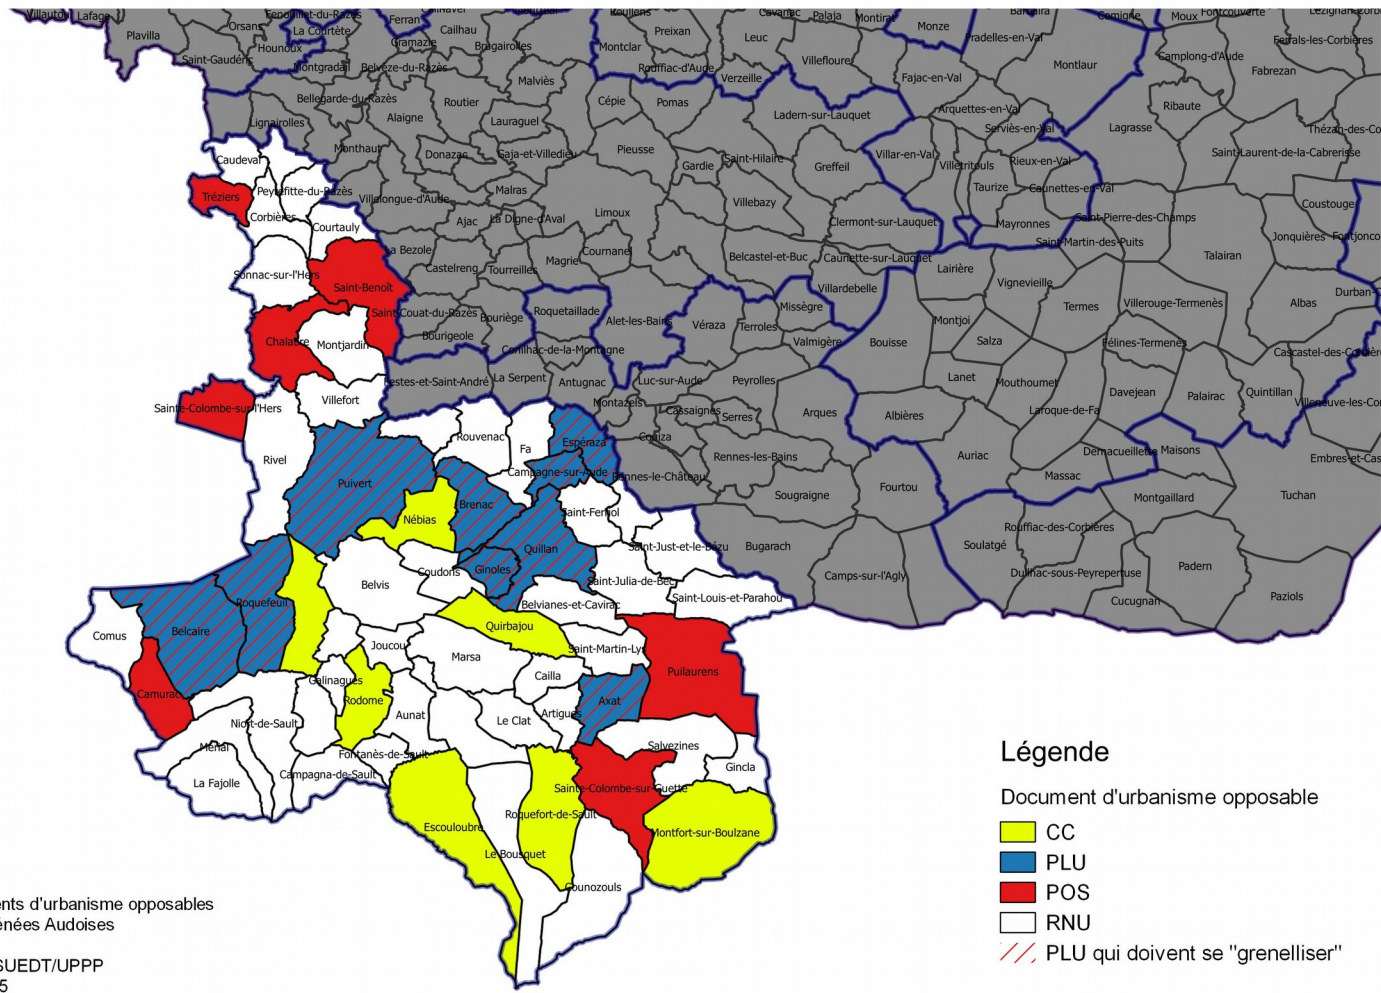 Villautou Lafage
Plavilla
Orsans
Fenouillet-du-Razès
La Courtète
Hounoux
Saint-Gaudéric
Montgradail
Ferran
Cailhau
Gramazie
Brugairolles
Belvèze-du-Razès
Malviès
Bellegarde-du-Razès
Routier
Alaigne
Lauraguel
Lignairolles
Monthaut
Donazac
Gaja-et-Villedieu
Malras
Villelongue-d'Aude
Ajac
La Digne-d'Aval
La Bezole
Castelreng
Tourreilles
Magrie
Cournanel
Limoux
Pieusse
Cépie
Pomas
Montclar
Rouffiac-d'Aude
Preixan
Roullens
Leuc
Cavanac
Palaja
Villefloure
Verzeille
Ladern-sur-Lauquet
Gardie
Saint-Hilaire
Greffeil
Villebazy
Clermont-sur-Lauquet
Belcastel-et-Buc
Caunette-sur-Lauquet
Villardebelle
Missègre
Valmigère
Terroles
Véraza
Alet-les-Bains
Roquetaillade
Bouriège
Saint-Couat-du-Razès
Bourgeole
Conilhac-de-la-Montagne
Festes-et-Saint-André
La Serpent
Antugnac
Luc-sur-Aude
Peyrolles
Montazels
Cassaignes
Serres
Arques
Couiza
Rennes-les-Bains
Rennes-le-Château
Sougraigne
Fourtou
Bugarach
Camps-sur-l'Agly
Monze
Pradelles-en-Val
Comigne
Moux
Fontcouverte
Ferrals-les-Corbières
Camplong-d'Aude
Fabrezan
Montlaur
Fajac-en-Val
Arquettes-en-Val
Serviès-en-Val
Ribaute
Lagrasse
Saint-Laurent-de-la-Cabrerisse
Villar-en-Val
Villetritouls
Rieux-en-Val
Taurize
Caunettes-en-Val
Mayronnes
Saint-Pierre-des-Champs
Saint-Martin-des-Puits
Coustouge
Jonquières
Talairan
Lairière
Vignevieille
Termes
Villerouge-Termenès
Albas
Montjoi
Bouisse
Salza
Félines-Termenes
Lanet
Mouthoumet
Davejean
Palairac
Quintillan
Laroque-de-Fa
Albières
Auriac
Dernacueillette
Maisons
Massac
Montgaillard
Tuchan
Rouffiac-des-Corbières
Soulatgé
Duilhac-sous-Peyrepertuse
Padern
Cucugnan
Paziols
Caudeval
Tréziers
Peyrefitte-du-Razès
Corbières
Courtauly
Sonnac-sur-l'Hers
Saint-Benoît
Chalabre
Montjardin
Villefort
Sainte-Colombe-sur-l'Hers
Rivel
Puivert
Rouvenac
Fa
Espéraza
Campagne-sur-Aude
Brenac
Nébias
Saint-Ferriol
Quillan
Ginoles
Saint-Just-et-le-Bézu
Saint-Julia-de-Bec
Saint-Louis-et-Parahou
Coudons
Belvis
Belvianes-et-Cavirac
Quirbajou
Roquefeuil
Belcaire
Comus
Camurac
Joucou
Marsa
Saint-Martin-Lys
Puilaurens
Cailla
Axat
Artigues
Galinagues
Rodome
Aunat
Le Clat
Niort-de-Sault
Mérial
La Fajolle
Campagna-de-Sault
Fontanès-de-Sault
Salvezines
Gincla
Sainte-Colombe-sur-Guette
Roquefort-de-Sault
Montfort-sur-Boulzane
Escouloubre
Le Bousquet
Counozouls
Légende
Document d'urbanisme opposable
CC
PLU
POS
RNU
PLU qui doivent se "grenelliser"
nts d'urbanisme opposables
énées Audoises
SUEDT/UPPP
5